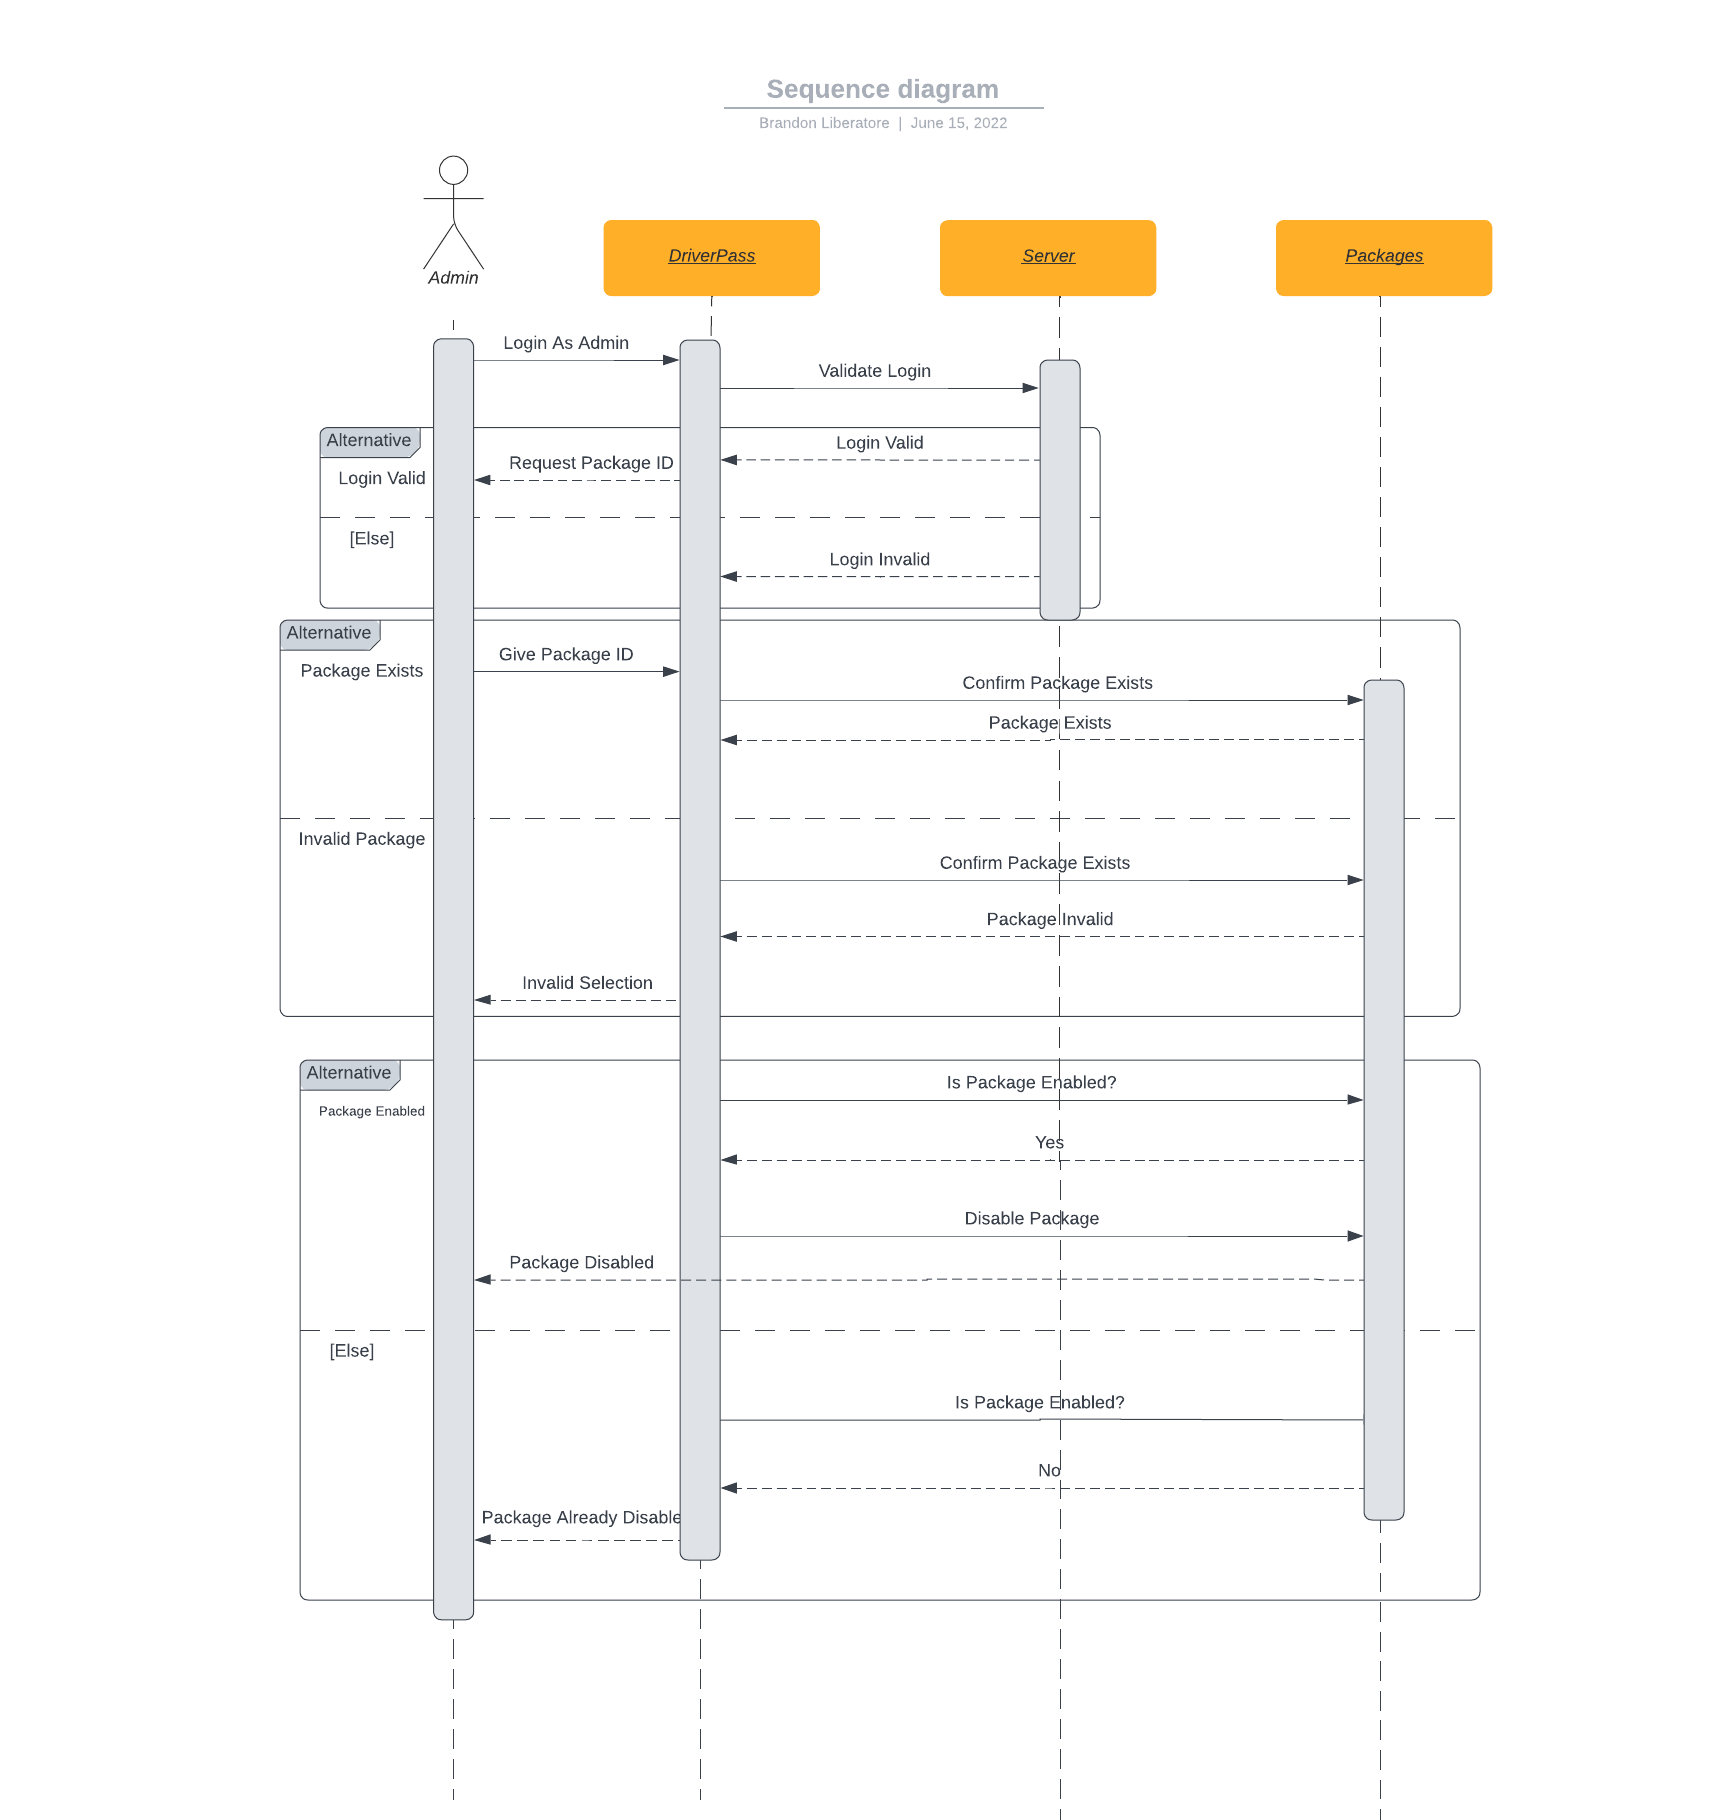 Sequence diagram
Brandon Liberatore | June 15, 2022
Admin
DriverPass
Server
Packages
Login As Admin
Validate Login
Alternative
Login Valid
Request Package ID
Login Valid
[Else]
Login Invalid
Alternative
Give Package ID
Package Exists
Confirm Package Exists
Package Exists
Invalid Package
Confirm Package Exists
Package Invalid
Invalid Selection
Alternative
Is Package Enabled?
Package Enabled
Yes
Disable Package
Package Disabled
[Else]
Is Package Enabled?
No
Package Already Disable